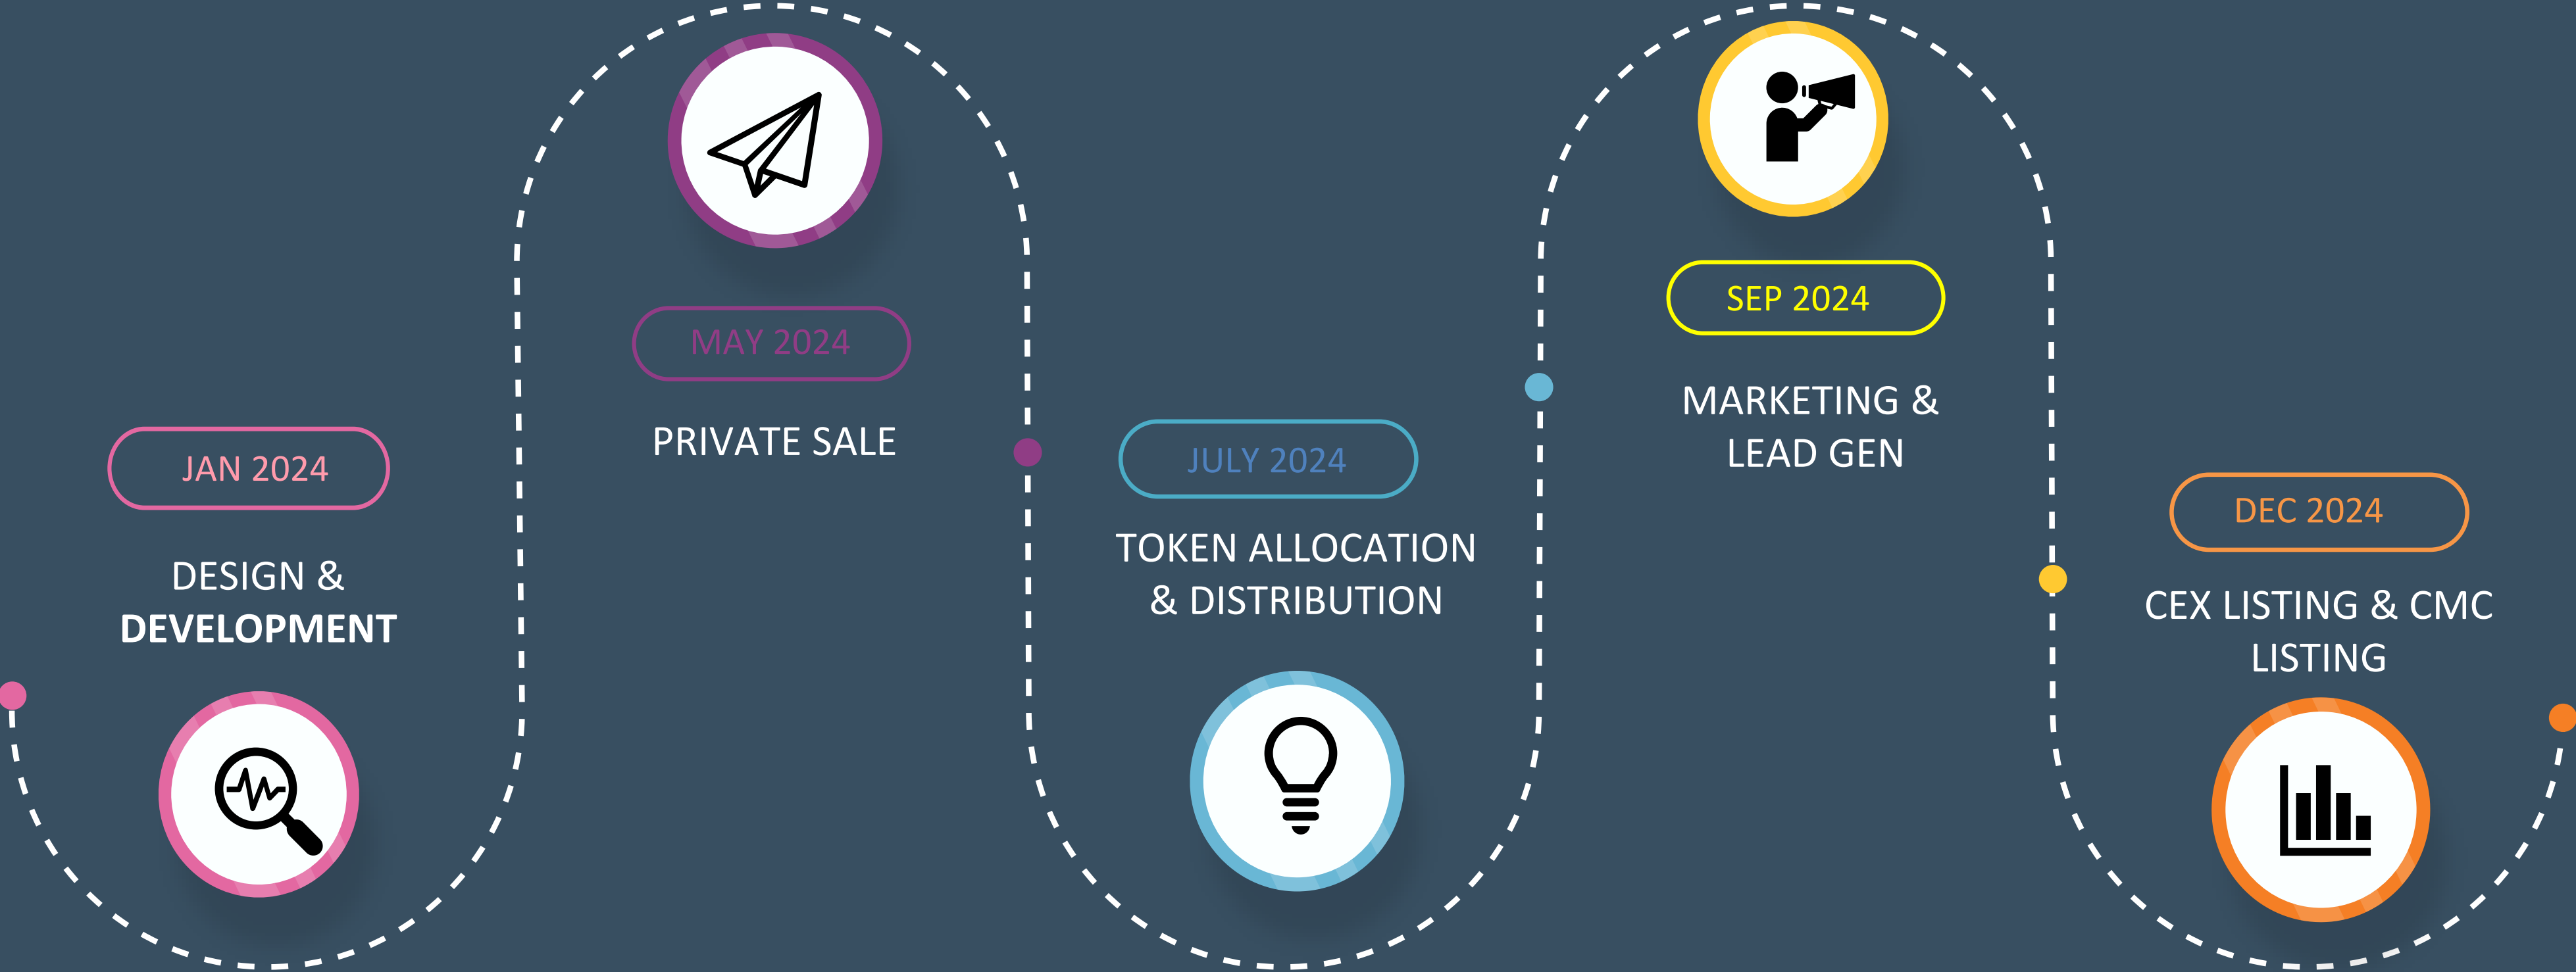 JAN 2024
DESIGN &
DEVELOPMENT
MAY 2024
PRIVATE SALE
JULY 2024
TOKEN ALLOCATION
& DISTRIBUTION
SEP 2024
MARKETING &
LEAD GEN
DEC 2024
CEX LISTING & CMC
LISTING